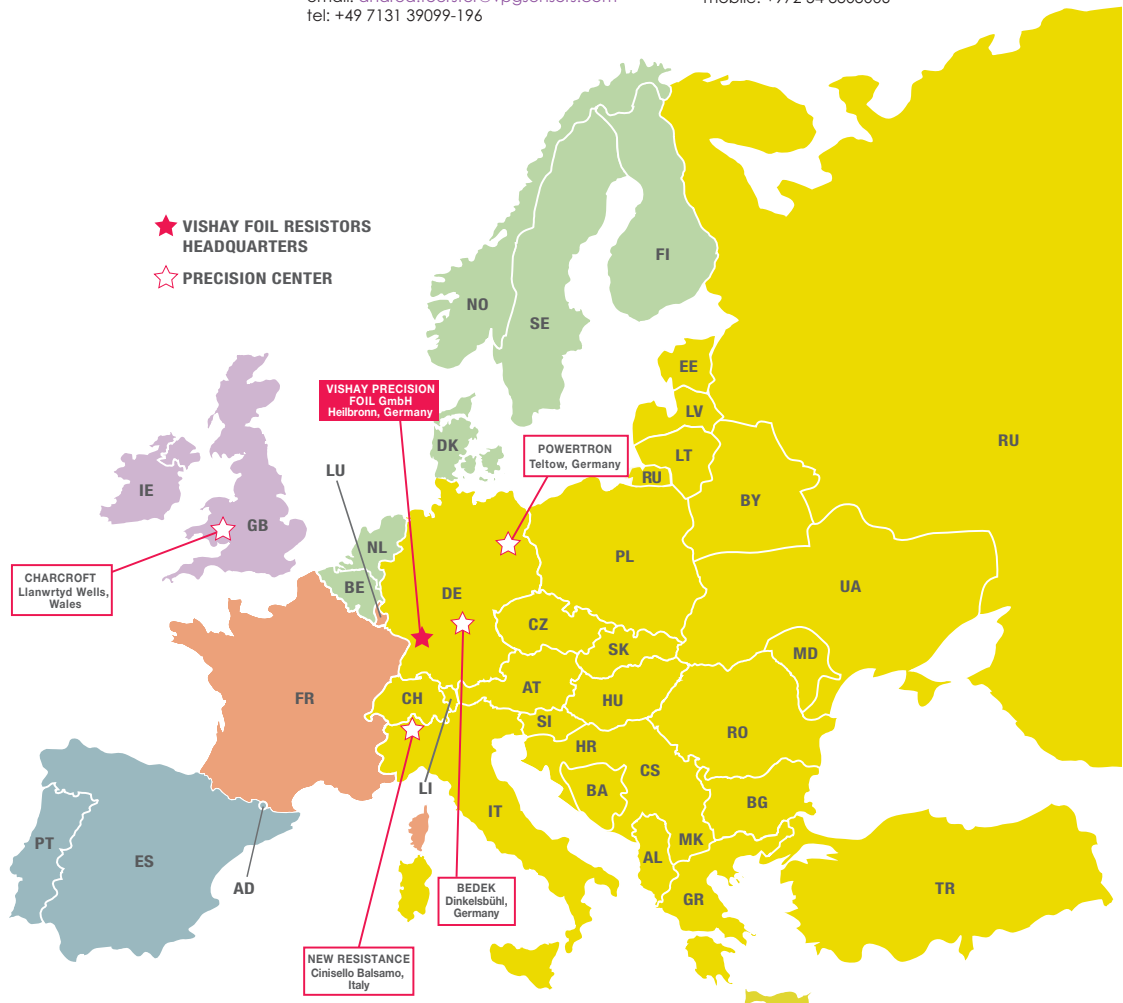 tel: +49 7131 39099-196
VISHAY FOIL RESISTORS
HEADQUARTERS
PRECISION CENTER
FI
NO
SE
EE
VISHAY PRECISION
FOIL GmbH
Heilbronn, Germany
LV
RU
DK
POWERTRON
Teltow, Germany
LT
LU
RU
IE
BY
GB
NL
PL
CHARCROFT
Llanwrtyd Wells,
Wales
BE
DE
UA
CZ
SK
MD
FR
CH
AT
HU
SI
RO
HR
CS
LI
BA
BG
IT
PT
MK
ES
AL
AD
BEDEK
Dinkelsbühl,
Germany
GR
TR
NEW RESISTANCE
Cinisello Balsamo,
Italy